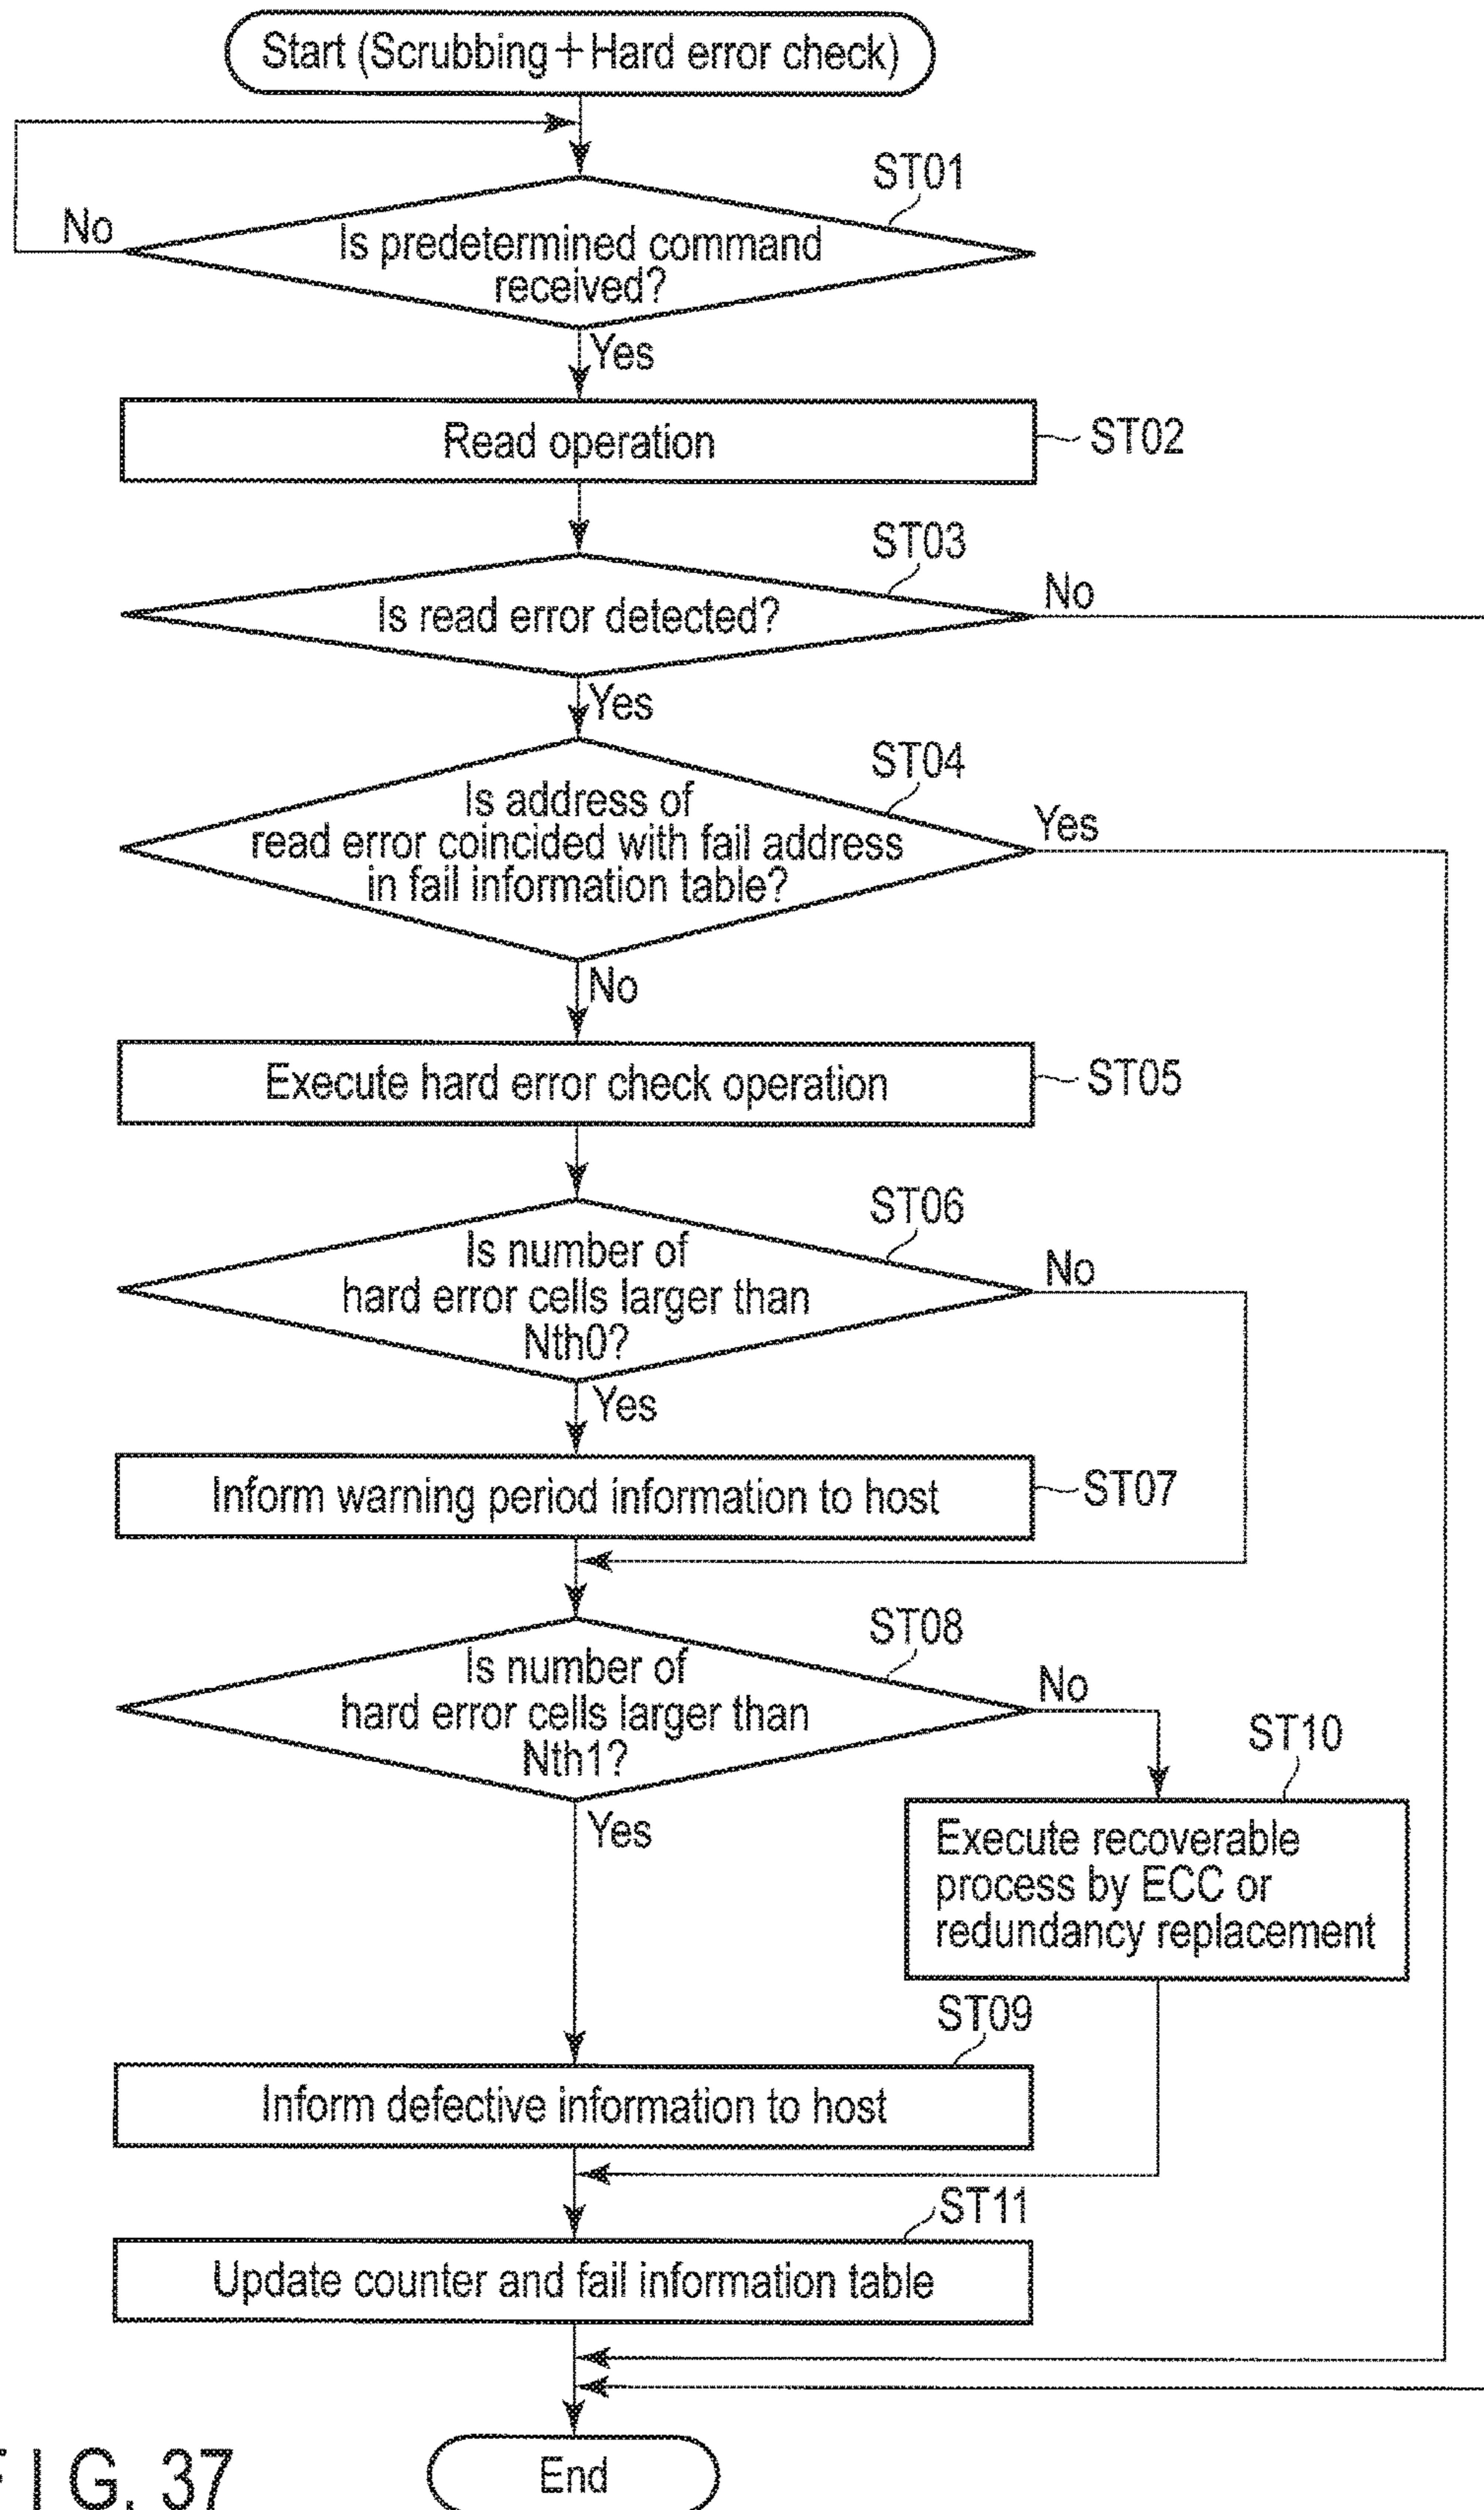 Start (Scrubbing+Hard error check)
ST01
No
Is predetermined command
received?
Yes
Read operation
ST02
ST03
Is read error detected?
No
Yes
ST04
Is address of
read error coincided with fail address
in fail information table?
Yes
No
Execute hard error check operation
ST05
ST06
Is number of
hard error cells larger than
Nth0?
No
Yes
Inform warning period information to host
ST07
ST08
Is number of
hard error cells larger than
Nth1?
No
ST10
Yes
Execute recoverable
process by ECC or
redundancy replacement
ST09
Inform defective information to host
ST11
Update counter and fail information table
End
FIG. 37